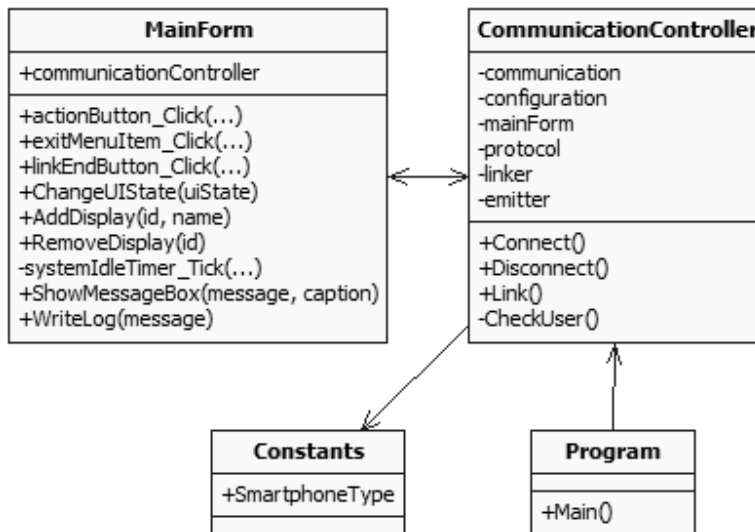 MainForm
+communicationController
+actionButton_Click(...)
+exitMenuItem_Click(...)
+linkEndButton_Click(...)
+ChangeUIState(uiState)
+AddDisplay(id, name)
+RemoveDisplay(id)
-systemIdleTimer_Tick(...)
+ShowMessageBox(message, caption)
+WriteLog(message)
CommunicationController
-communication
-configuration
-mainForm
-protocol
-linker
-emitter
+Connect()
+Disconnect()
+Link()
-CheckUser()
Constants
+SmartphoneType
Program
+Main()